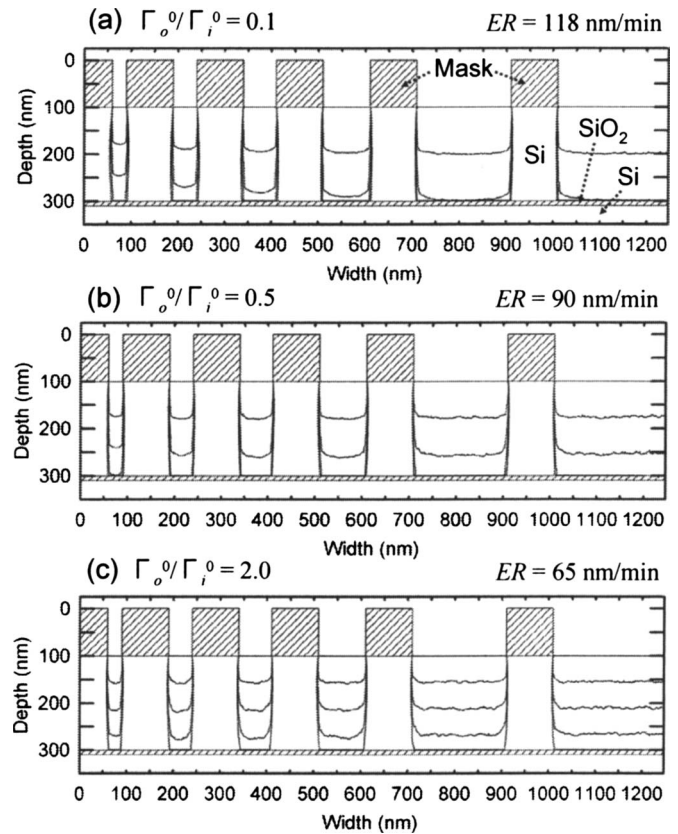 (a) Γo⁰/Γi⁰ = 0.1 ER = 118 nm/min
Mask
SiO₂
Si
Si
Depth (nm)
0
100
200
300
0 100 200 300 400 500 600 700 800 900 1000 1100 1200
Width (nm)
(b) Γo⁰/Γi⁰ = 0.5 ER = 90 nm/min
Depth (nm)
0
100
200
300
0 100 200 300 400 500 600 700 800 900 1000 1100 1200
Width (nm)
(c) Γo⁰/Γi⁰ = 2.0 ER = 65 nm/min
Depth (nm)
0
100
200
300
0 100 200 300 400 500 600 700 800 900 1000 1100 1200
Width (nm)